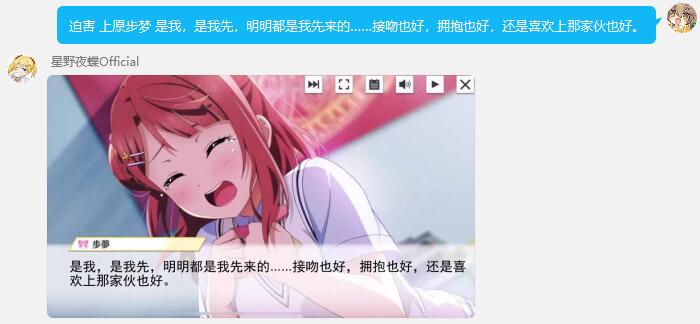 迫害 上原步梦 是我，是我先，明明都是我先来的......接吻也好，拥抱也好，还是喜欢上那家伙也好。
星野夜蝶Official
步夢
是我，是我先，明明都是我先来的......接吻也好，拥抱也好，还是喜
欢上那家伙也好。